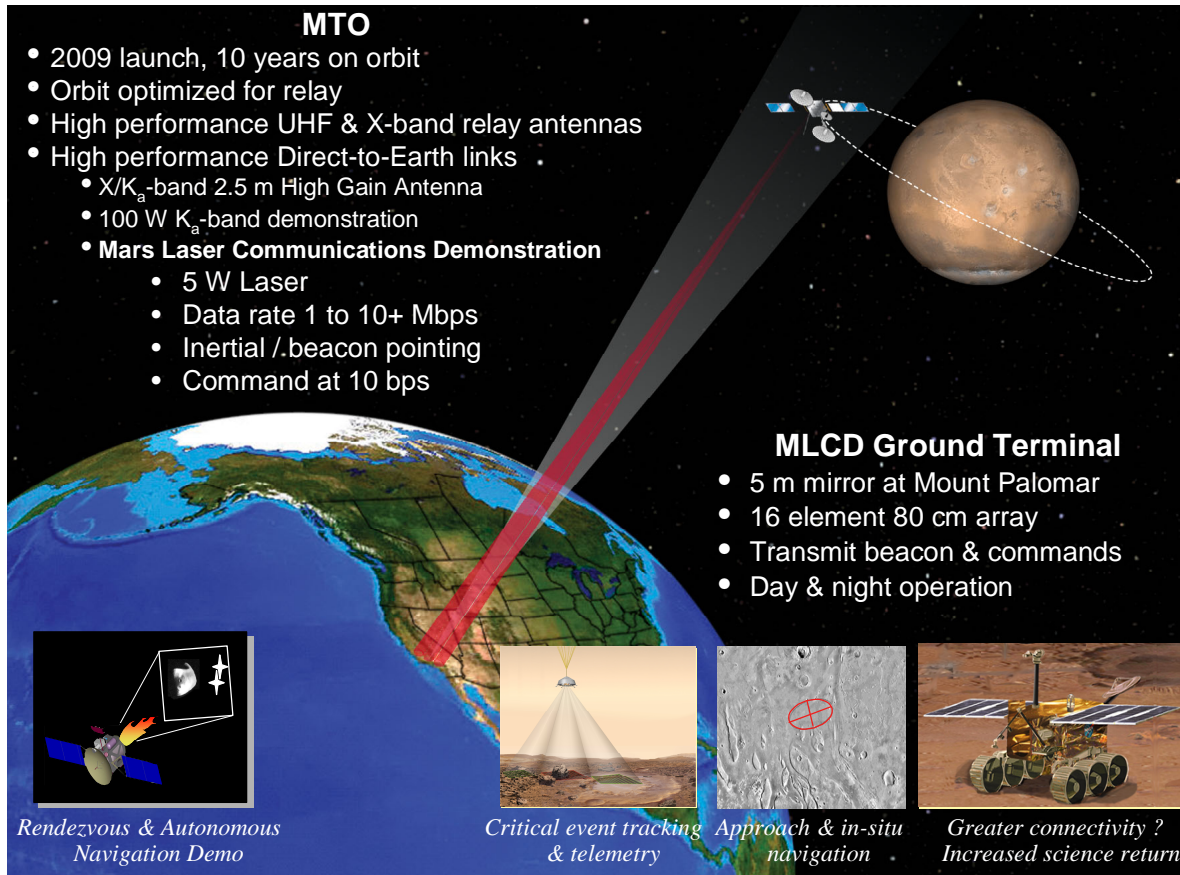 MTO
• 2009 launch, 10 years on orbit
• Orbit optimized for relay
• High performance UHF & X-band relay antennas
• High performance Direct-to-Earth links
• X/Ka-band 2.5 m High Gain Antenna
• 100 W Ka-band demonstration
• Mars Laser Communications Demonstration
• 5 W Laser
• Data rate 1 to 10+ Mbps
• Inertial / beacon pointing
• Command at 10 bps
MLCD Ground Terminal
• 5 m mirror at Mount Palomar
• 16 element 80 cm array
• Transmit beacon & commands
• Day & night operation
Rendezvous & Autonomous
Navigation Demo
Critical event tracking
& telemetry
Approach & in-situ
navigation
Greater connectivity ?
Increased science return